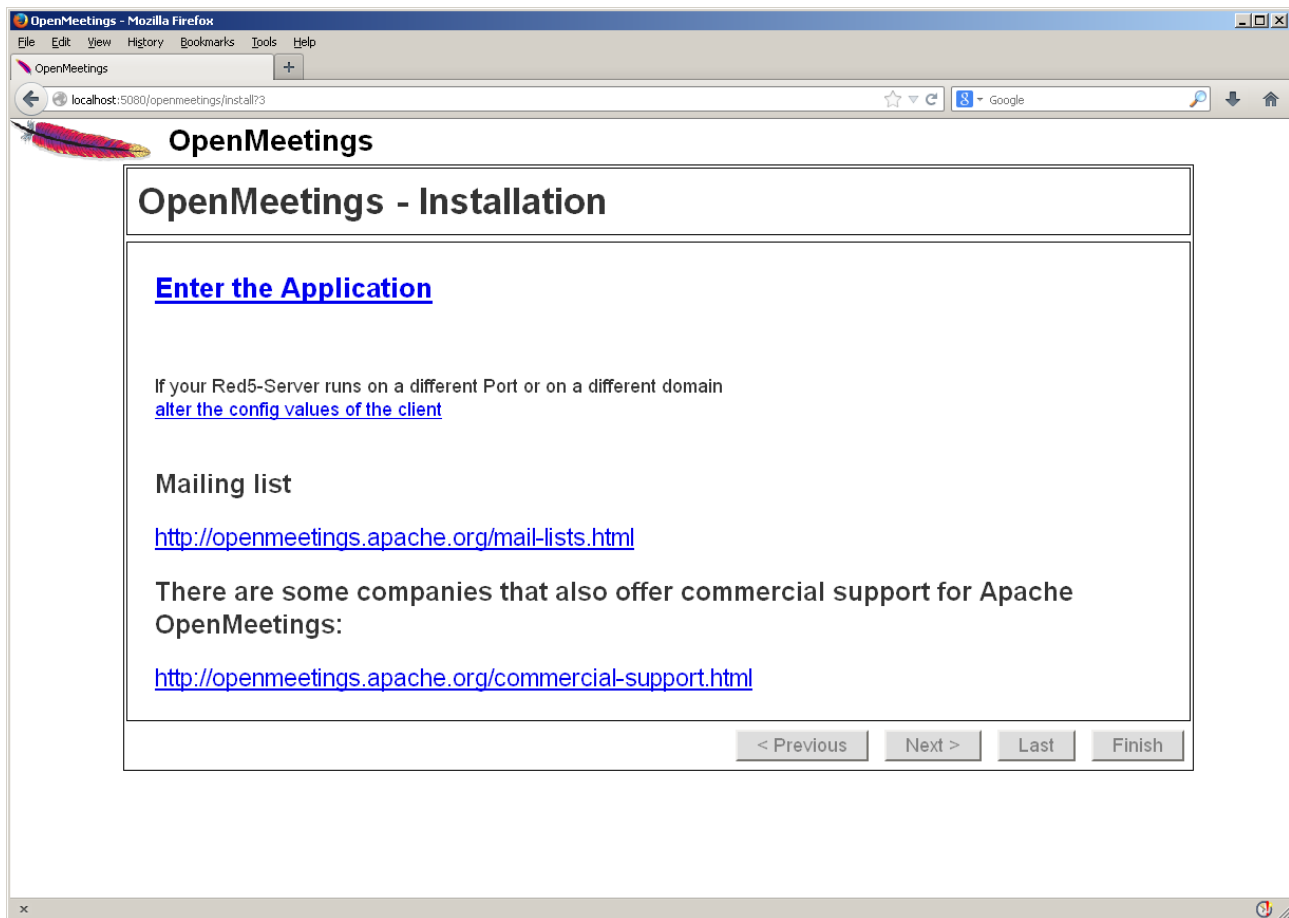 OpenMeetings - Mozilla Firefox
File Edit View History Bookmarks Tools Help
OpenMeetings +
localhost:5080/openmeetings/install?3
8 Google
OpenMeetings
OpenMeetings - Installation
Enter the Application
If your Red5-Server runs on a different Port or on a different domain
alter the config values of the client
Mailing list
http://openmeetings.apache.org/mail-lists.html
There are some companies that also offer commercial support for Apache
OpenMeetings:
http://openmeetings.apache.org/commercial-support.html
< Previous Next > Last Finish
x